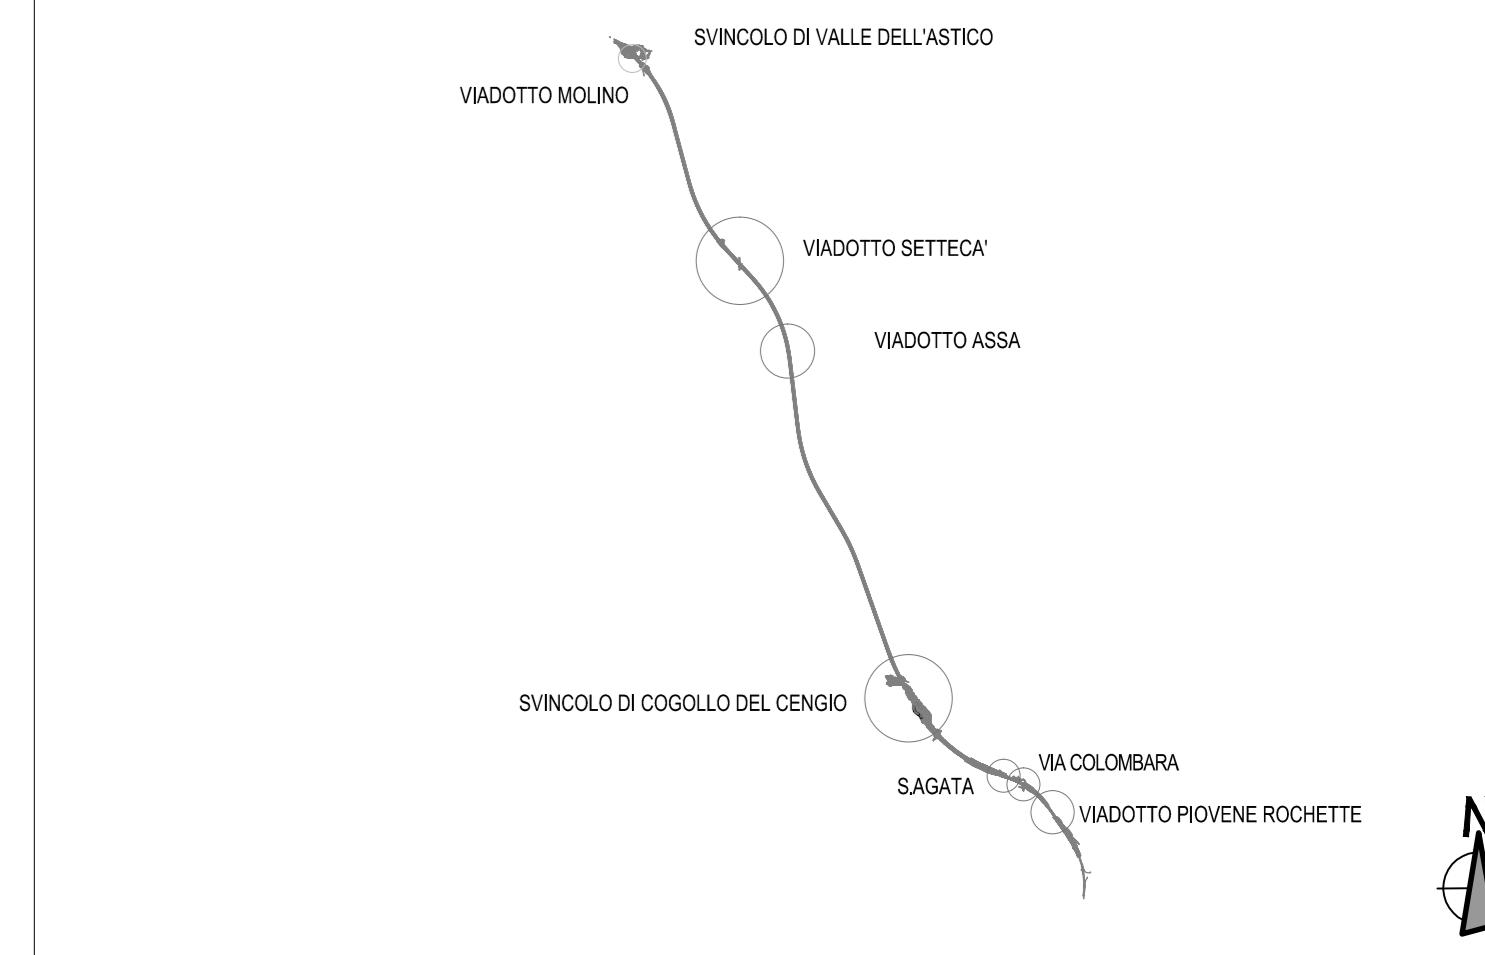 SVINCOLO DI VALLE DELL'ASTICO
VIADOTTO MOLINO
VIADOTTO SETTECA'
VIADOTTO ASSA
SVINCOLO DI COGOLLO DEL CENGIO
VIA COLOMBARA
S.AGATA
VIADOTTO PIOVENE ROCHETTE
N